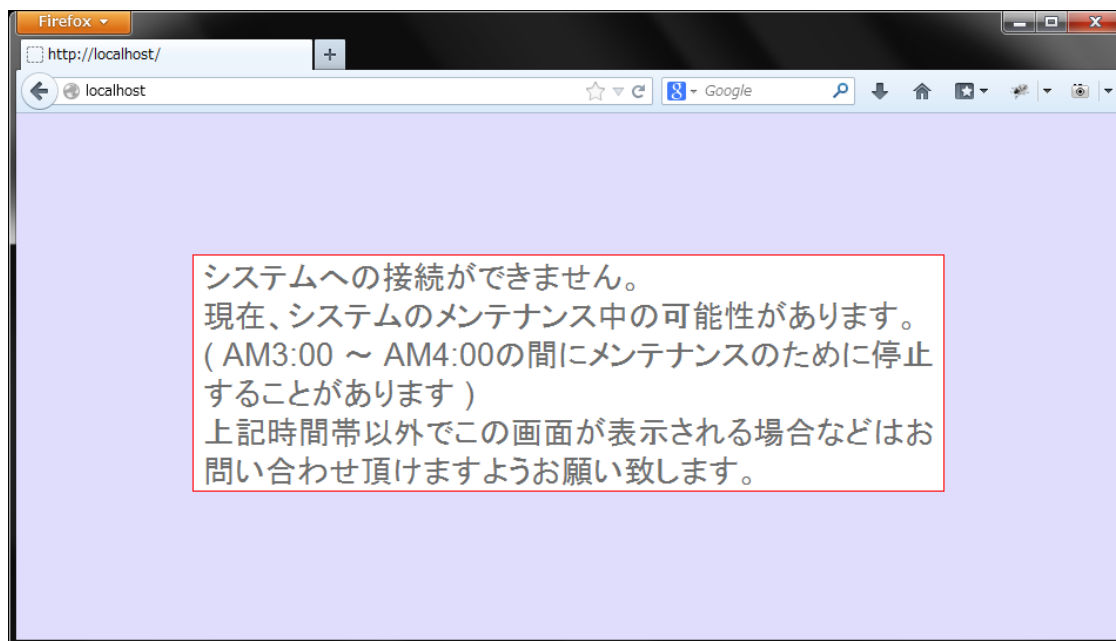 Firefox
http://localhost/
localhost
Google
システムへの接続ができません。
現在、システムのメンテナンス中の可能性があります。
( AM3:00 ～ AM4:00の間にメンテナンスのために停止
することがあります )
上記時間帯以外でこの画面が表示される場合などはお
問い合わせ頂けますようお願い致します。